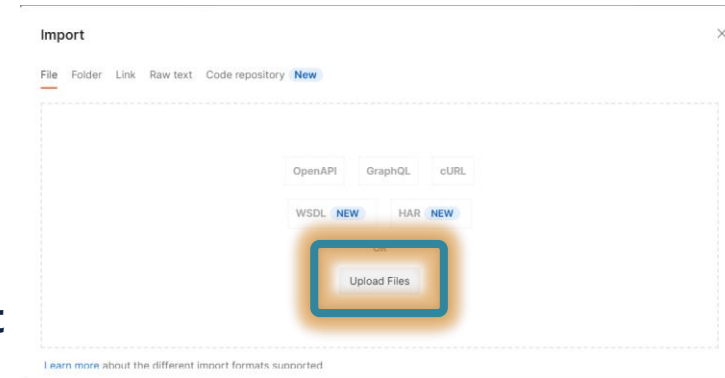 Import
File Folder Link Raw text Code repository New
OpenAPI GraphQL cURL
WSDL NEW HAR NEW
OR
Upload Files
t
Learn more about the different import formats supported